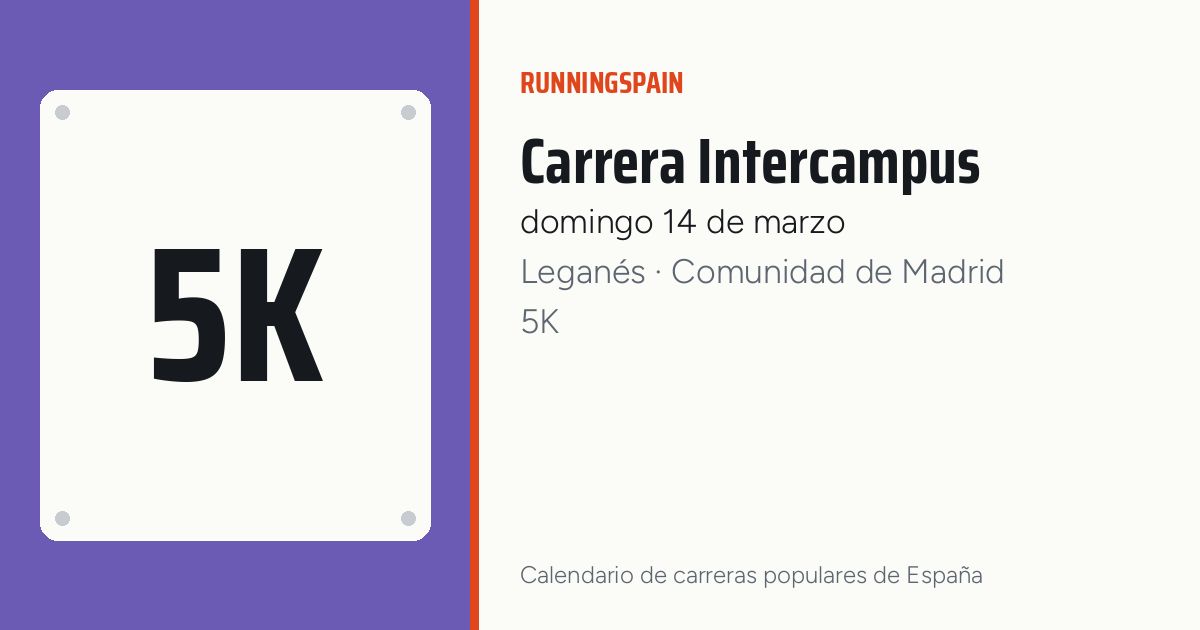 5K
RUNNINGSPAIN
Carrera Intercampus
domingo 14 de marzo
Leganés · Comunidad de Madrid
5K
Calendario de carreras populares de España